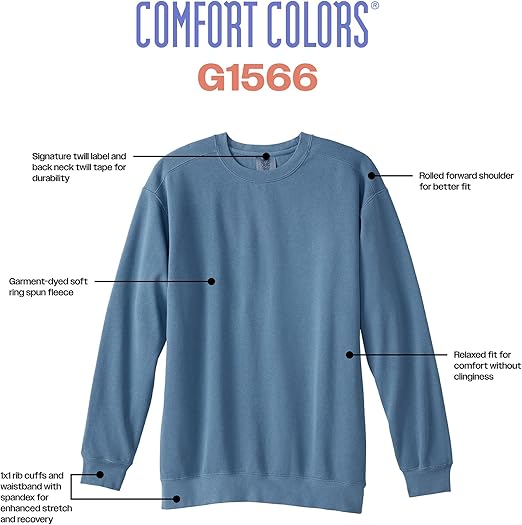 COMFORT COLORS®
G1566
Signature twill label and
back neck twill tape for
durability
Rolled forward shoulder
for better fit
Garment-dyed soft
ring spun fleece
Relaxed fit for
comfort without
clinginess
1x1 rib cuffs and
waistband with
spandex for
enhanced stretch
and recovery